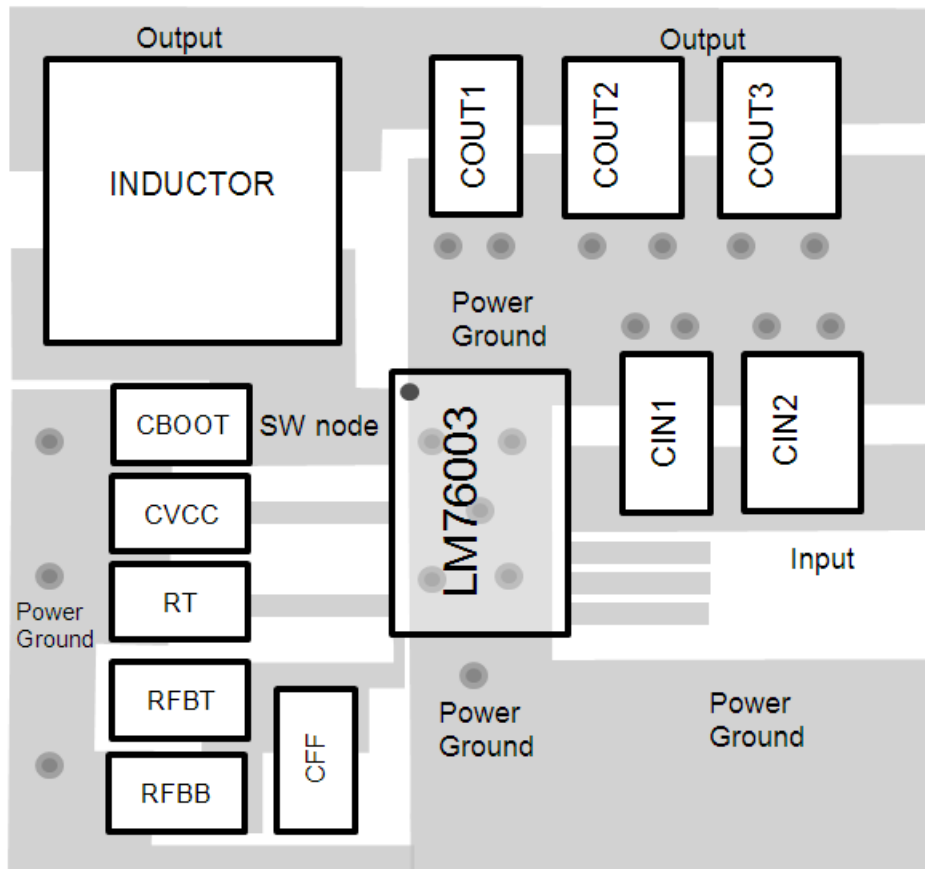 Output
Output
INDUCTOR
COUT1
COUT2
COUT3
Power
Ground
CBOOT
SW node
LM76003
CIN1
CIN2
CVCC
RT
Input
Power
Ground
RFBT
CFF
Power
Ground
Power
Ground
RFBB